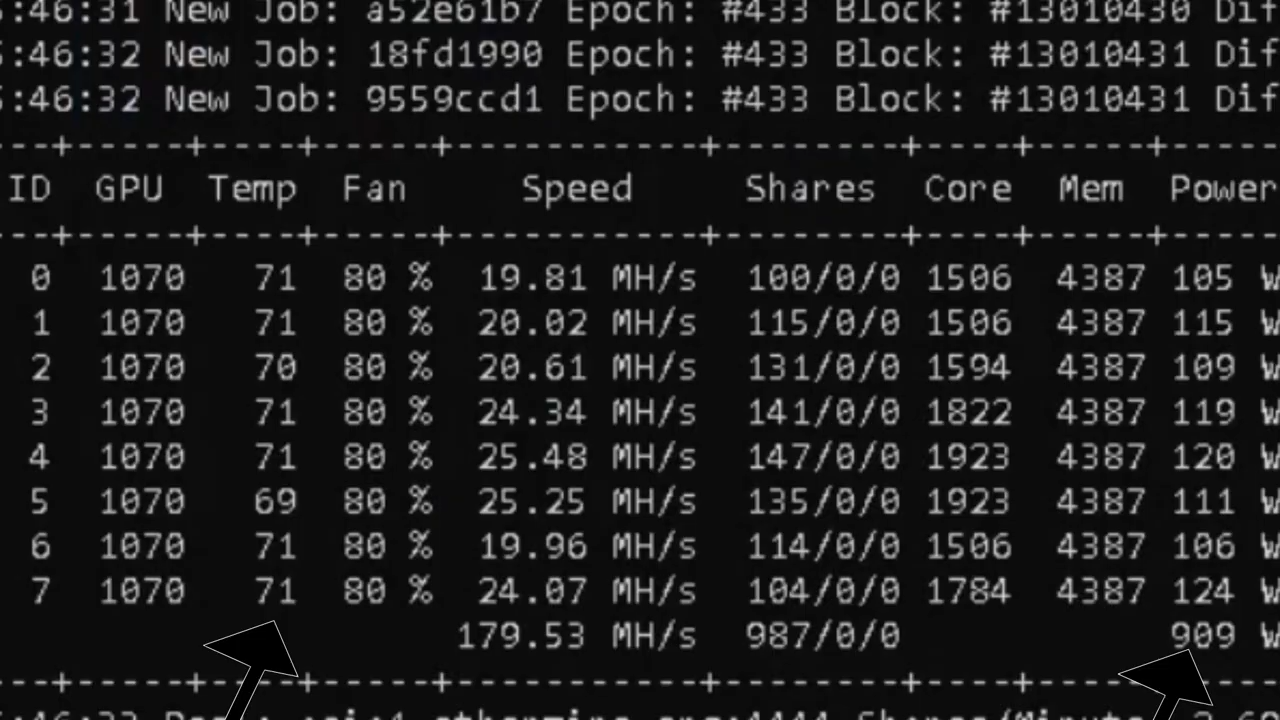 :46:31 New Job: a52e61b7 Epoch: #433 Block: #13010430 Dif
:46:32 New Job: 18fd1990 Epoch: #433 Block: #13010431 Dif
:46:32 New Job: 9559ccd1 Epoch: #433 Block: #13010431 Dif
---+-----+----+-----+-----------+--------+----+-----+-----
ID GPU Temp Fan Speed Shares Core Mem Power
---+-----+----+-----+-----------+--------+----+-----+-----
0 1070 71 80 % 19.81 MH/s 100/0/0 1506 4387 105 W
1 1070 71 80 % 20.02 MH/s 115/0/0 1506 4387 115 W
2 1070 70 80 % 20.61 MH/s 131/0/0 1594 4387 109 W
3 1070 71 80 % 24.34 MH/s 141/0/0 1822 4387 119 W
4 1070 71 80 % 25.48 MH/s 147/0/0 1923 4387 120 W
5 1070 69 80 % 25.25 MH/s 135/0/0 1923 4387 111 W
6 1070 71 80 % 19.96 MH/s 114/0/0 1506 4387 106 W
7 1070 71 80 % 24.07 MH/s 104/0/0 1784 4387 124 W
179.53 MH/s 987/0/0 909 W
---+-----+----+-----+-----------+--------+----+-----+-----